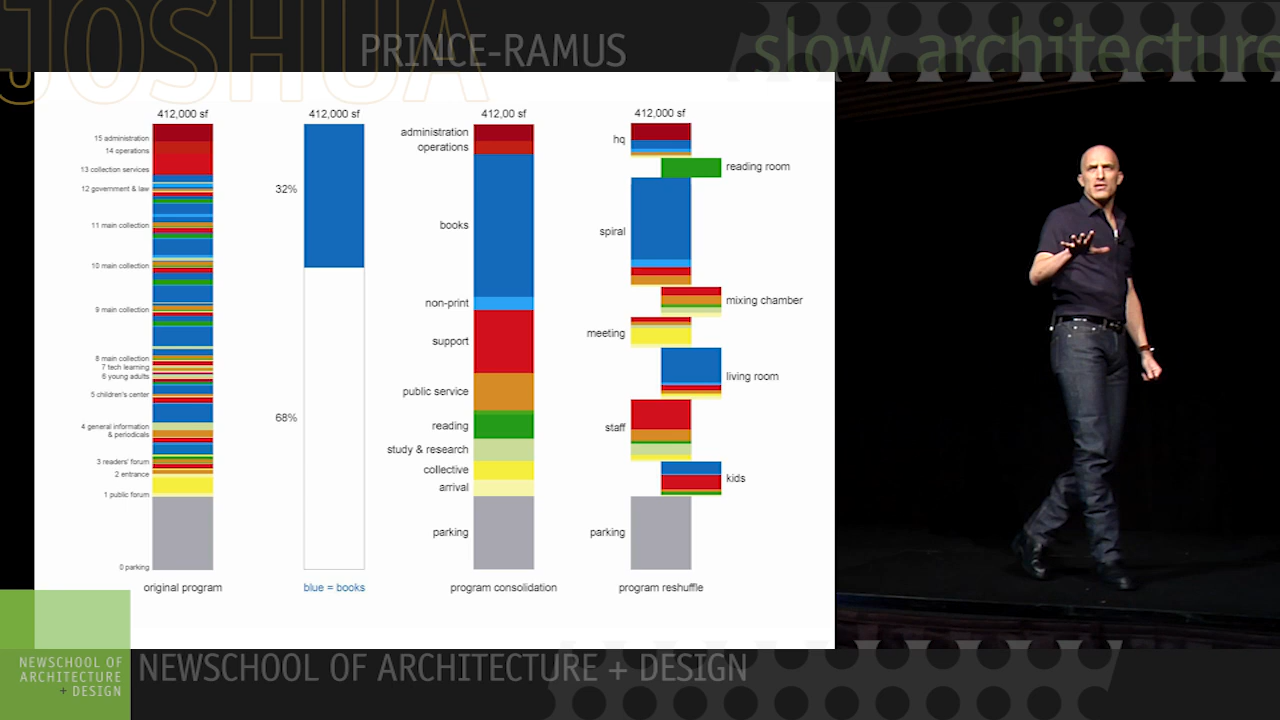 JOSHUA
PRINCE-RAMUS
slow architecture
412,000 sf
15 administration
14 operations
13 collection services
12 government & law
11 main collection
10 main collection
9 main collection
8 main collection
7 tech learning
6 young adults
5 children's center
4 general information
& periodicals
3 readers' forum
2 entrance
1 public forum
0 parking
original program
412,000 sf
32%
68%
blue = books
412,00 sf
administration
operations
books
non-print
support
public service
reading
study & research
collective
arrival
parking
program consolidation
412,000 sf
hq
reading room
spiral
mixing chamber
meeting
living room
staff
kids
parking
program reshuffle
NEWSCHOOL OF
ARCHITECTURE
+ DESIGN
NEWSCHOOL OF ARCHITECTURE + DESIGN